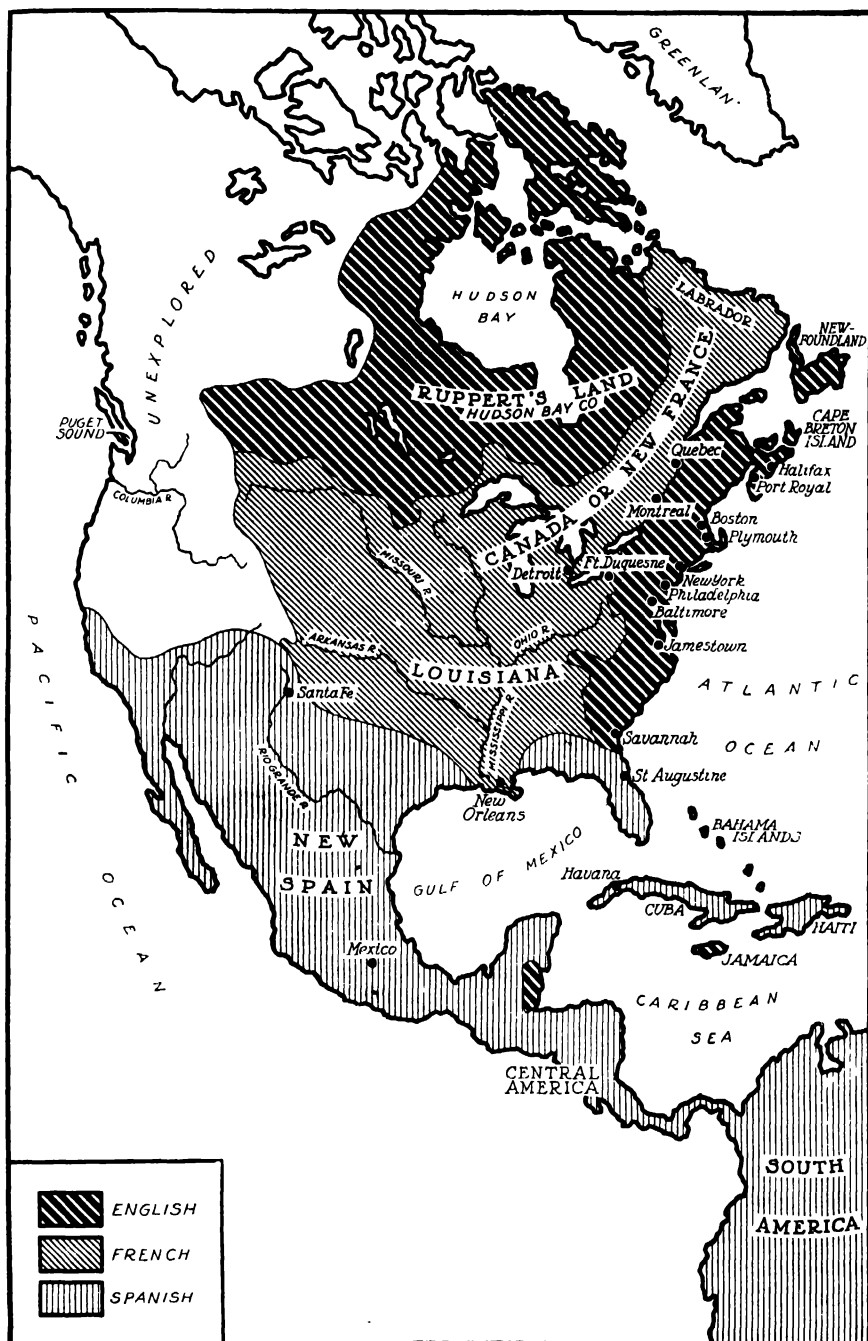 GREENLAN'
UNEXPLORED
HUDSON
BAY
LABRADOR
NEW-
FOUNDLAND
RUPPERT'S LAND
HUDSON BAY CO
CAPE
BRETON
ISLAND
PUGET
SOUND
COLUMBIA R
Quebec
Halifax
Port Royal
CANADA OR NEW FRANCE
Montreal
Boston
Plymouth
Detroit
Ft. Duquesne
New York
Philadelphia
Baltimore
MISSOURI R.
OHIO R.
Jamestown
ARKANSAS R.
LOUISIANA
Santa Fe
MISSISSIPPI R
ATLANTIC
OCEAN
PACIFIC
OCEAN
Savannah
St Augustine
RIO GRANDE R.
New
Orleans
NEW
SPAIN
GULF OF MEXICO
BAHAMA
ISLANDS
Havana
CUBA
HAITI
Mexico
JAMAICA
CARIBBEAN
SEA
CENTRAL
AMERICA
SOUTH
AMERICA
ENGLISH
FRENCH
SPANISH